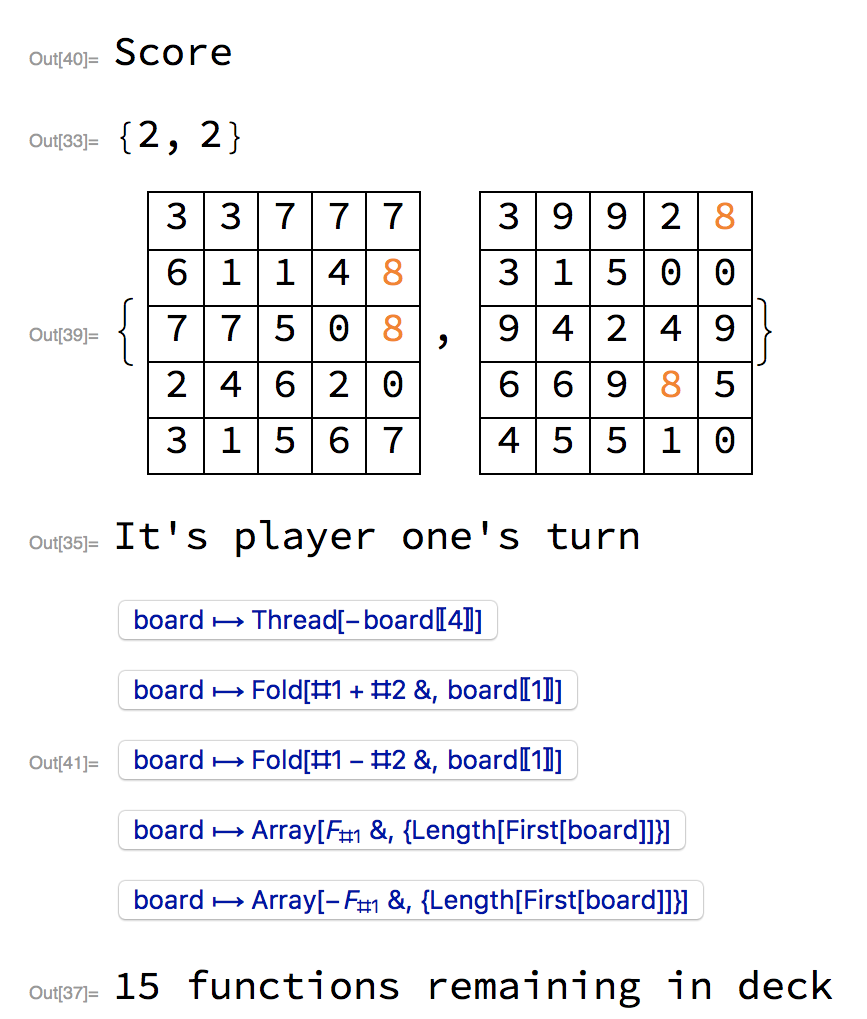 Out[40]= Score
Out[33]= {2, 2}
3 3 7 7 7
6 1 1 4 8
7 7 5 0 8
2 4 6 2 0
3 1 5 6 7
Out[39]= { , }
3 9 9 2 8
3 1 5 0 0
9 4 2 4 9
6 6 9 8 5
4 5 5 1 0
Out[35]= It's player one's turn
board ↦ Thread[-board⟦4⟧]
board ↦ Fold[#1 + #2 &, board⟦1⟧]
Out[41]= board ↦ Fold[#1 - #2 &, board⟦1⟧]
board ↦ Array[F#1 &, {Length[First[board]]}]
board ↦ Array[-F#1 &, {Length[First[board]]}]
Out[37]= 15 functions remaining in deck